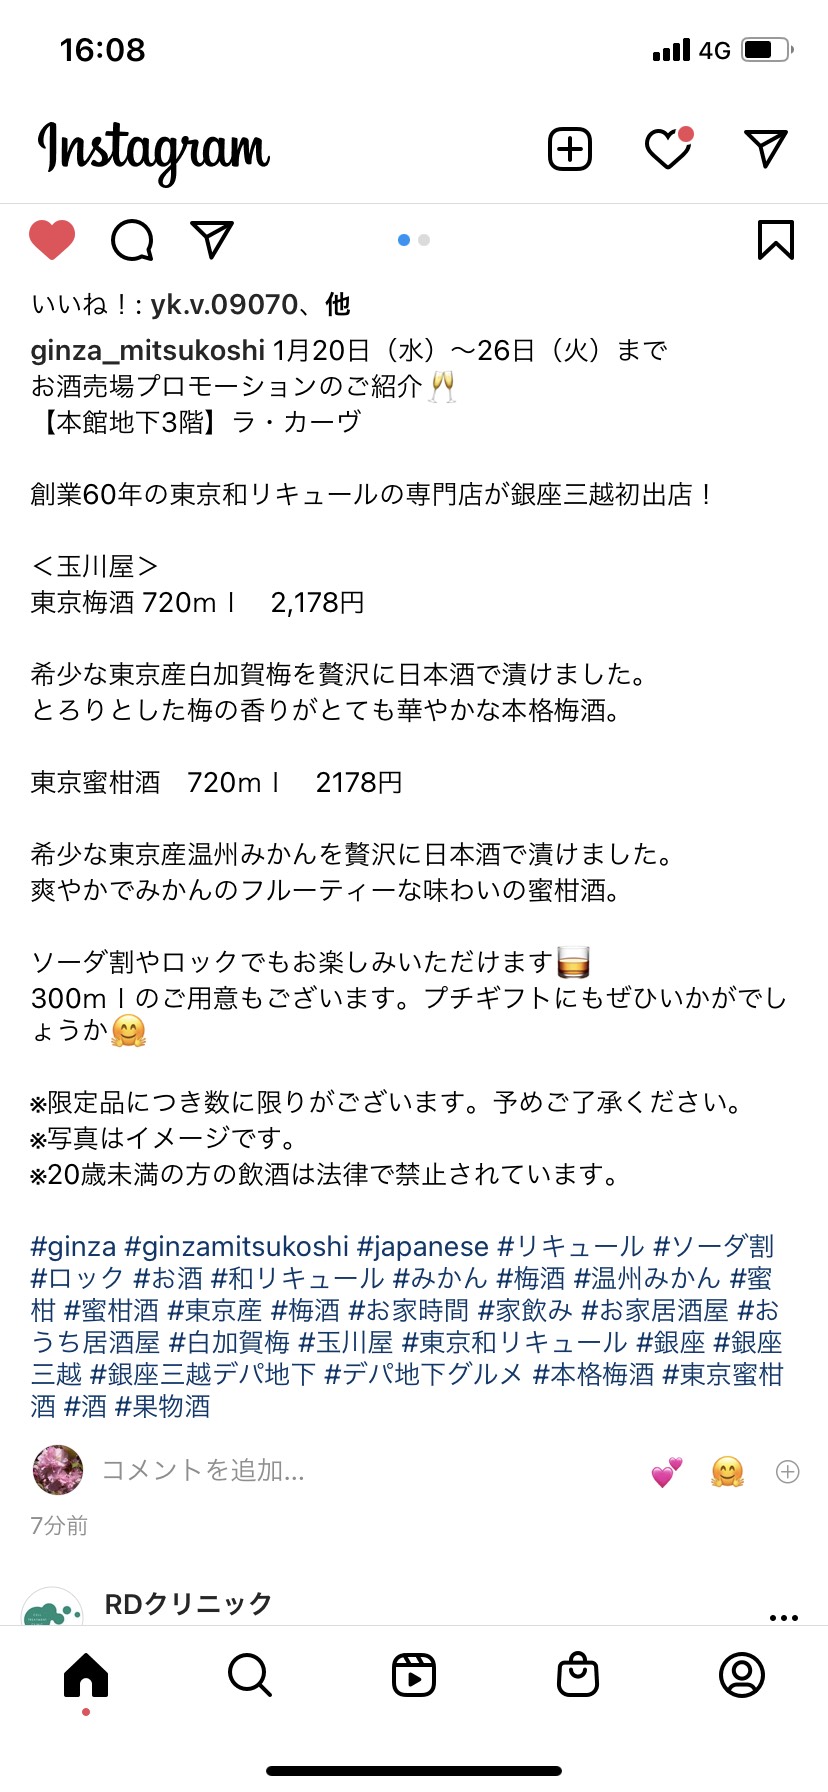 16:08
4G
Instagram
いいね！: yk.v.09070、他
ginza_mitsukoshi 1月20日（水）〜26日（火）まで
お酒売場プロモーションのご紹介🥂
【本館地下3階】ラ・カーヴ
創業60年の東京和リキュールの専門店が銀座三越初出店！
＜玉川屋＞
東京梅酒 720ｍｌ　2,178円
希少な東京産白加賀梅を贅沢に日本酒で漬けました。
とろりとした梅の香りがとても華やかな本格梅酒。
東京蜜柑酒　720ｍｌ　2178円
希少な東京産温州みかんを贅沢に日本酒で漬けました。
爽やかでみかんのフルーティーな味わいの蜜柑酒。
ソーダ割やロックでもお楽しみいただけます🥃
300ｍｌのご用意もございます。プチギフトにもぜひいかがでし
ょうか🤗
※限定品につき数に限りがございます。予めご了承ください。
※写真はイメージです。
※20歳未満の方の飲酒は法律で禁止されています。
#ginza #ginzamitsukoshi #japanese #リキュール #ソーダ割
#ロック #お酒 #和リキュール #みかん #梅酒 #温州みかん #蜜
柑 #蜜柑酒 #東京産 #梅酒 #お家時間 #家飲み #お家居酒屋 #お
うち居酒屋 #白加賀梅 #玉川屋 #東京和リキュール #銀座 #銀座
三越 #銀座三越デパ地下 #デパ地下グルメ #本格梅酒 #東京蜜柑
酒 #酒 #果物酒
コメントを追加...
7分前
RDクリニック